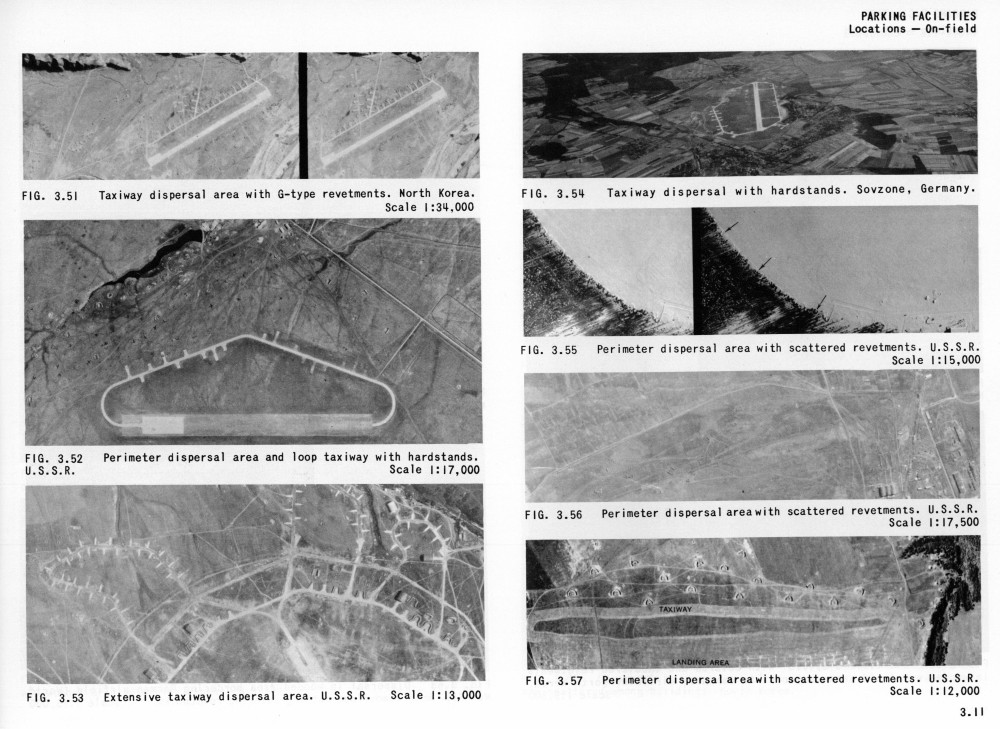 PARKING FACILITIES
Locations — On-field
FIG. 3.51 Taxiway dispersal area with G-type revetments. North Korea.
Scale 1:34,000
FIG. 3.52 Perimeter dispersal area and loop taxiway with hardstands.
U.S.S.R. Scale 1:17,000
FIG. 3.53 Extensive taxiway dispersal area. U.S.S.R. Scale 1:13,000
FIG. 3.54 Taxiway dispersal with hardstands. Sovzone, Germany.
FIG. 3.55 Perimeter dispersal area with scattered revetments. U.S.S.R.
Scale 1:15,000
FIG. 3.56 Perimeter dispersal area with scattered revetments. U.S.S.R.
Scale 1:17,500
TAXIWAY
LANDING AREA
FIG. 3.57 Perimeter dispersal area with scattered revetments. U.S.S.R.
Scale 1:12,000
3.11